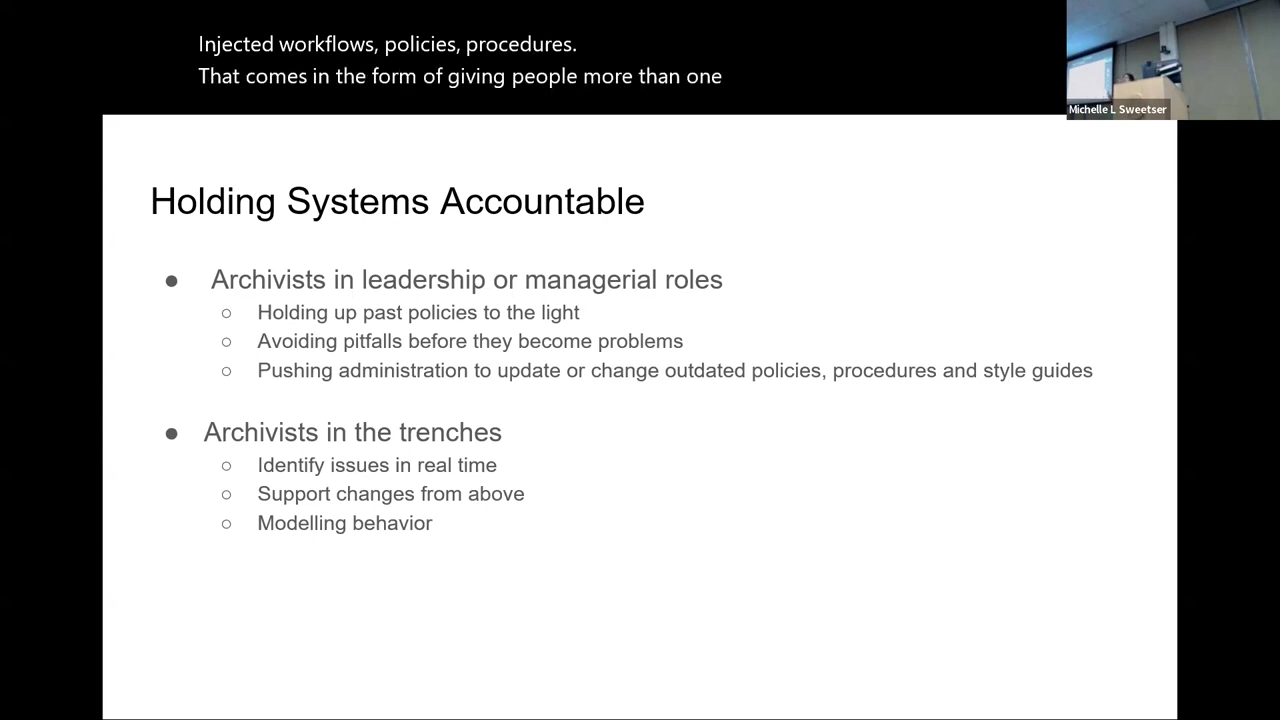 Injected workflows, policies, procedures.
That comes in the form of giving people more than one
Michelle L Sweetser
Holding Systems Accountable
● Archivists in leadership or managerial roles
○ Holding up past policies to the light
○ Avoiding pitfalls before they become problems
○ Pushing administration to update or change outdated policies, procedures and style guides
● Archivists in the trenches
○ Identify issues in real time
○ Support changes from above
○ Modelling behavior